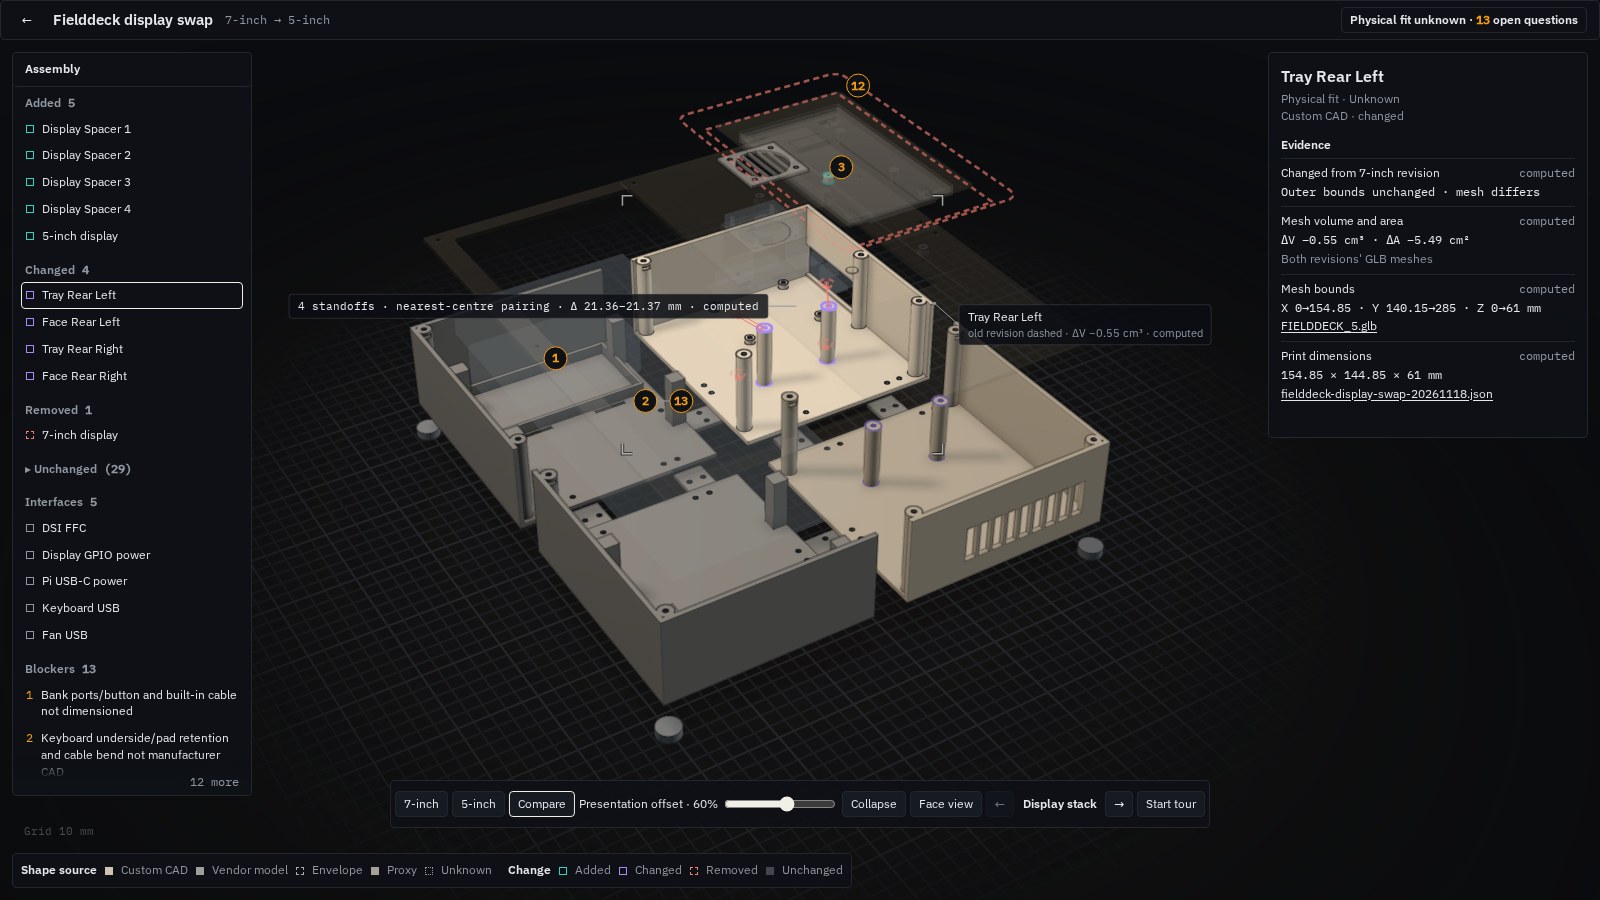 ← Fielddeck display swap 7-inch → 5-inch
Physical fit unknown · 13 open questions
Assembly
Added 5
Display Spacer 1
Display Spacer 2
Display Spacer 3
Display Spacer 4
5-inch display
Changed 4
Tray Rear Left
Face Rear Left
Tray Rear Right
Face Rear Right
Removed 1
7-inch display
▸ Unchanged (29)
Interfaces 5
DSI FFC
Display GPIO power
Pi USB-C power
Keyboard USB
Fan USB
Blockers 13
1 Bank ports/button and built-in cable
not dimensioned
2 Keyboard underside/pad retention
and cable bend not manufacturer
CAD
12 more
12
3
4 standoffs · nearest-centre pairing · Δ 21.36–21.37 mm · computed
Tray Rear Left
old revision dashed · ΔV −0.55 cm³ · computed
1
2
13
Tray Rear Left
Physical fit · Unknown
Custom CAD · changed
Evidence
Changed from 7-inch revision computed
Outer bounds unchanged · mesh differs
Mesh volume and area computed
ΔV −0.55 cm³ · ΔA −5.49 cm²
Both revisions' GLB meshes
Mesh bounds computed
X 0→154.85 · Y 140.15→285 · Z 0→61 mm
FIELDDECK_5.glb
Print dimensions computed
154.85 × 144.85 × 61 mm
fielddeck-display-swap-20261118.json
7-inch 5-inch Compare Presentation offset · 60% Collapse Face view ← Display stack → Start tour
Grid 10 mm
Shape source Custom CAD Vendor model Envelope Proxy Unknown Change Added Changed Removed Unchanged